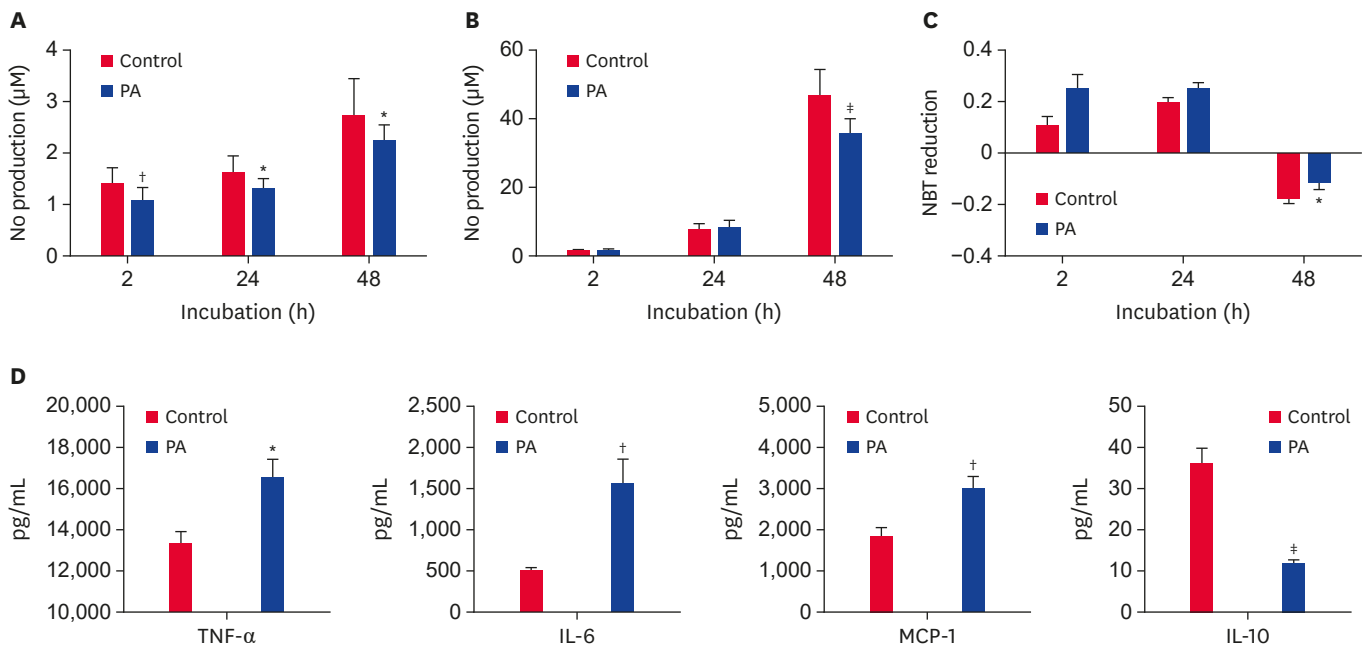 A
No production (µM)
4
3
2
1
0
Control
PA
†
*
*
2 24 48
Incubation (h)
B
No production (µM)
60
40
20
0
Control
PA
‡
2 24 48
Incubation (h)
C
NBT reduction
0.4
0.2
0
−0.2
−0.4
Control
PA
*
2 24 48
Incubation (h)
D
pg/mL
20,000
18,000
16,000
13,000
12,000
10,000
Control
PA
*
TNF-α
pg/mL
2,500
2,000
1,500
1,000
500
0
Control
PA
†
IL-6
pg/mL
5,000
4,000
3,000
2,000
1,000
0
Control
PA
†
MCP-1
pg/mL
50
40
30
20
10
0
Control
PA
‡
IL-10